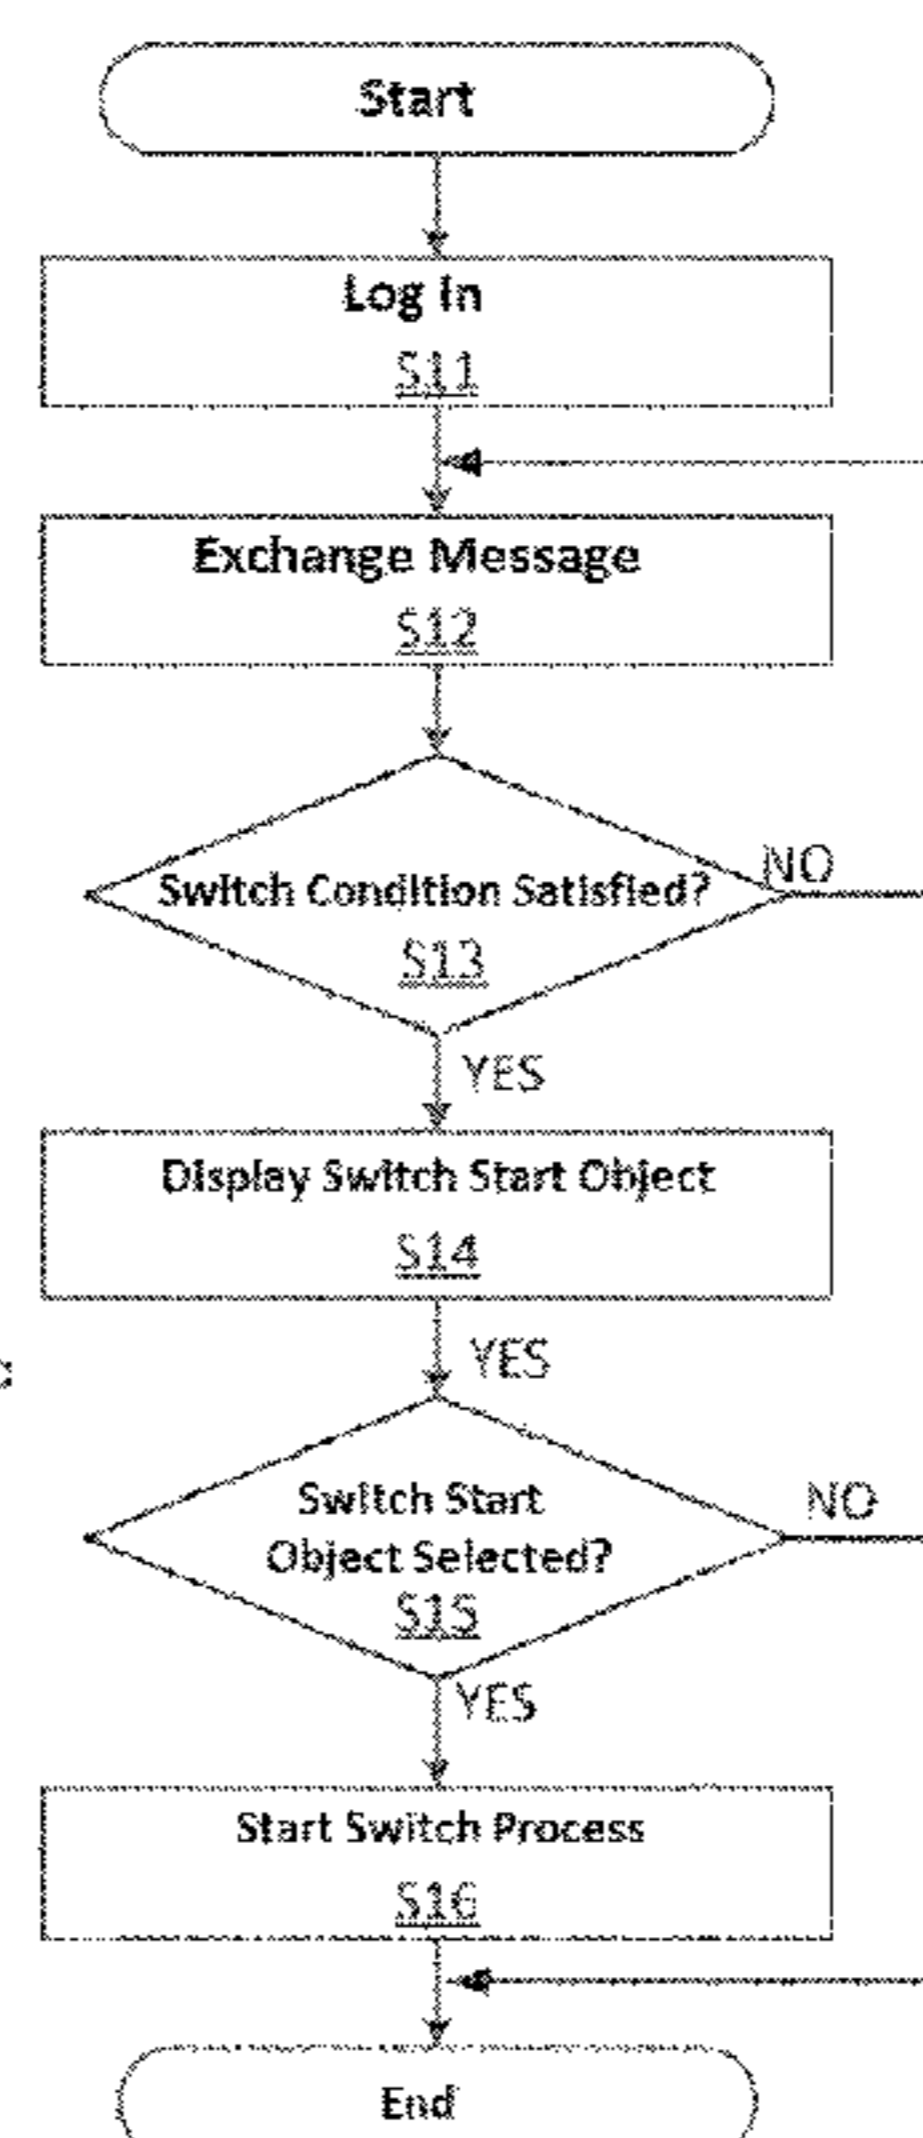 Start
Log In
S11
Exchange Message
S12
Switch Condition Satisfied?
NO
S13
YES
Display Switch Start Object
S14
YES
Switch Start
NO
Object Selected?
S15
YES
Start Switch Process
S16
End